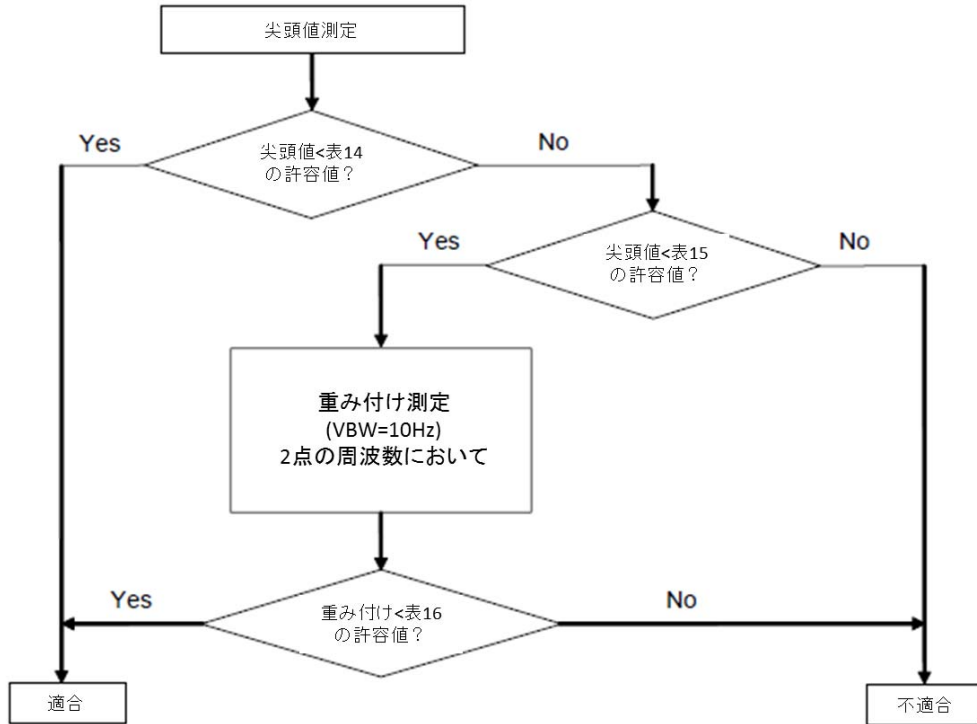 尖頭値測定
Yes
No
尖頭値<表14
の許容値?
Yes
No
尖頭値<表15
の許容値?
重み付け測定
(VBW=10Hz)
2点の周波数において
Yes
No
重み付け<表16
の許容値?
適合
不適合